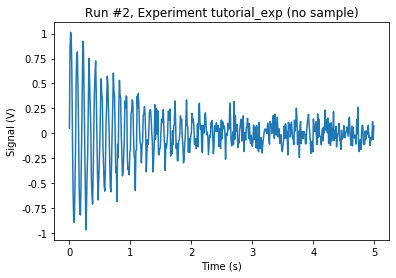 Run #2, Experiment tutorial_exp (no sample)
1
0.75
0.5
0.25
0
-0.25
-0.5
-0.75
-1
Signal (V)
0 1 2 3 4 5
Time (s)